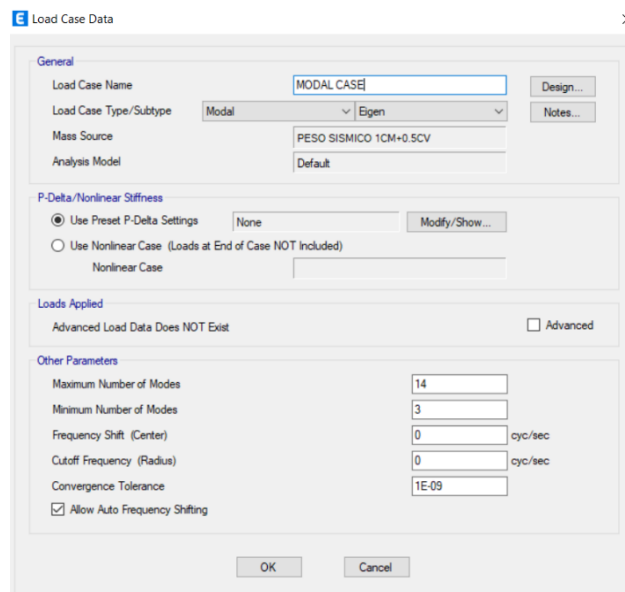 E Load Case Data
General
Load Case Name MODAL CASE Design...
Load Case Type/Subtype Modal Eigen Notes...
Mass Source PESO SISMICO 1CM+0.5CV
Analysis Model Default
P-Delta/Nonlinear Stiffness
Use Preset P-Delta Settings None Modify/Show...
Use Nonlinear Case (Loads at End of Case NOT Included)
Nonlinear Case
Loads Applied
Advanced Load Data Does NOT Exist Advanced
Other Parameters
Maximum Number of Modes 14
Minimum Number of Modes 3
Frequency Shift (Center) 0 cyc/sec
Cutoff Frequency (Radius) 0 cyc/sec
Convergence Tolerance 1E-09
Allow Auto Frequency Shifting
OK Cancel